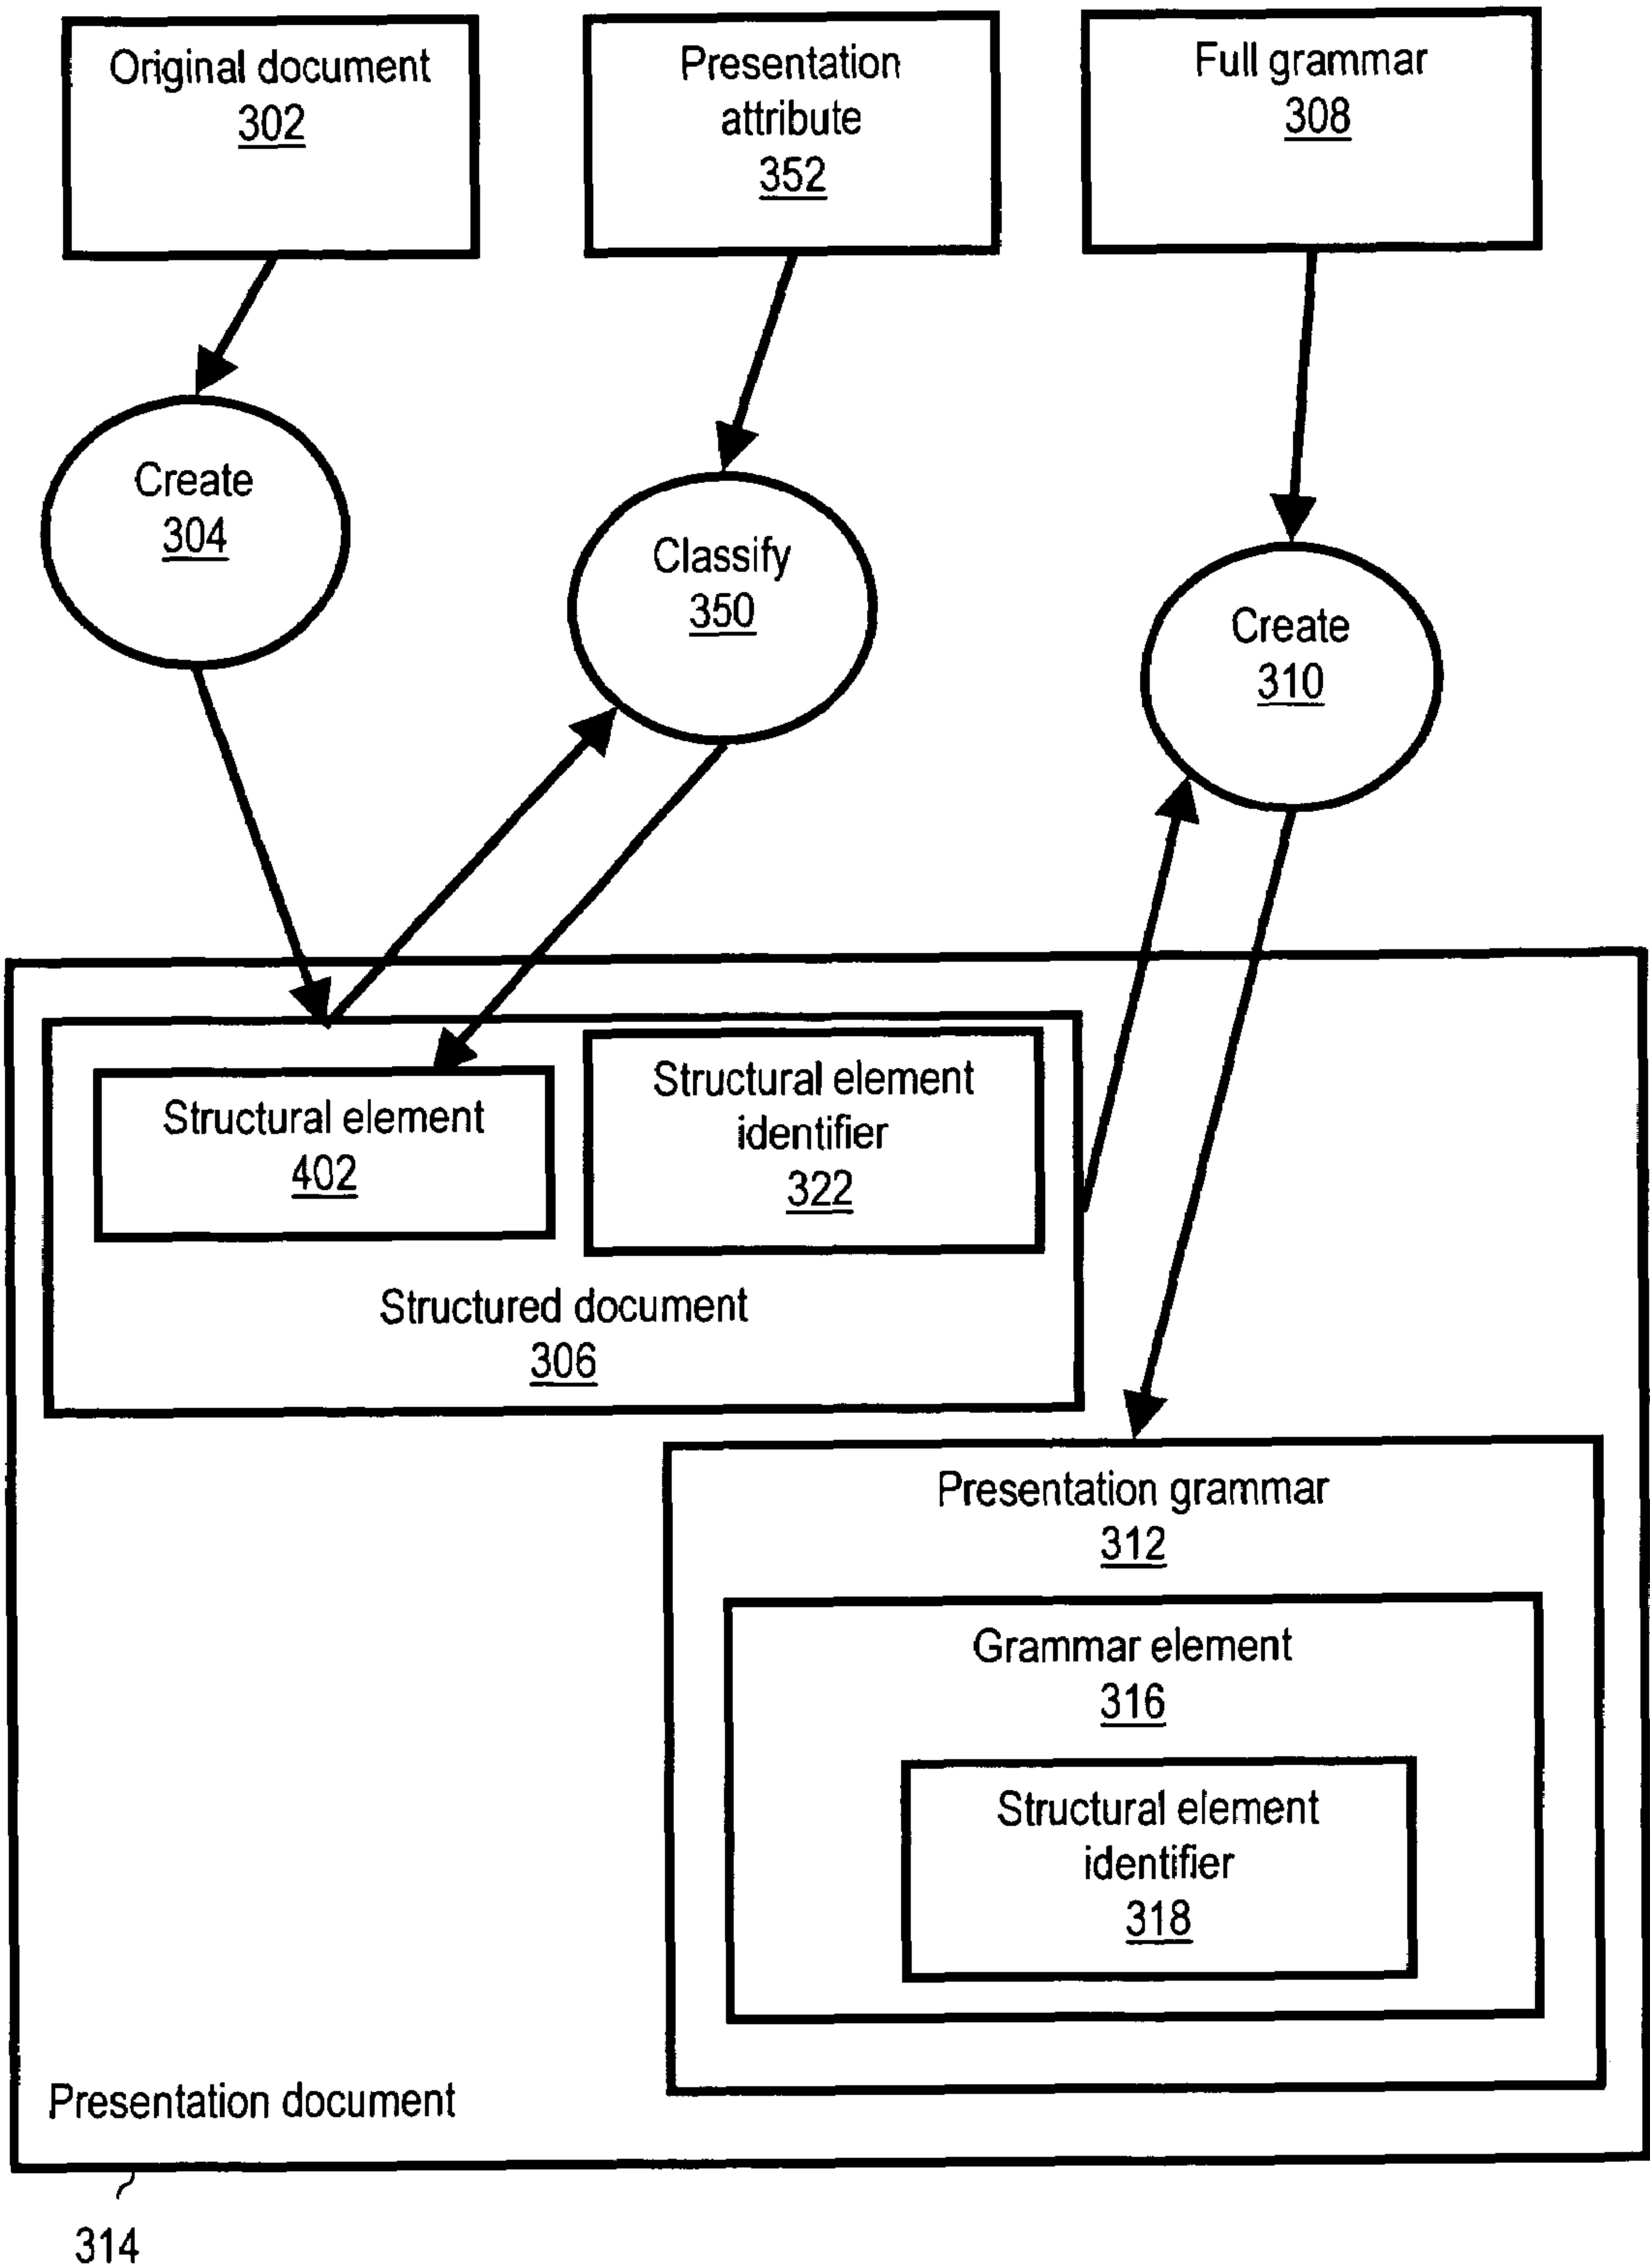 Original document
302
Presentation
attribute
352
Full grammar
308
Create
304
Classify
350
Create
310
Structural element
402
Structural element
identifier
322
Structured document
306
Presentation grammar
312
Grammar element
316
Structural element
identifier
318
Presentation document
314